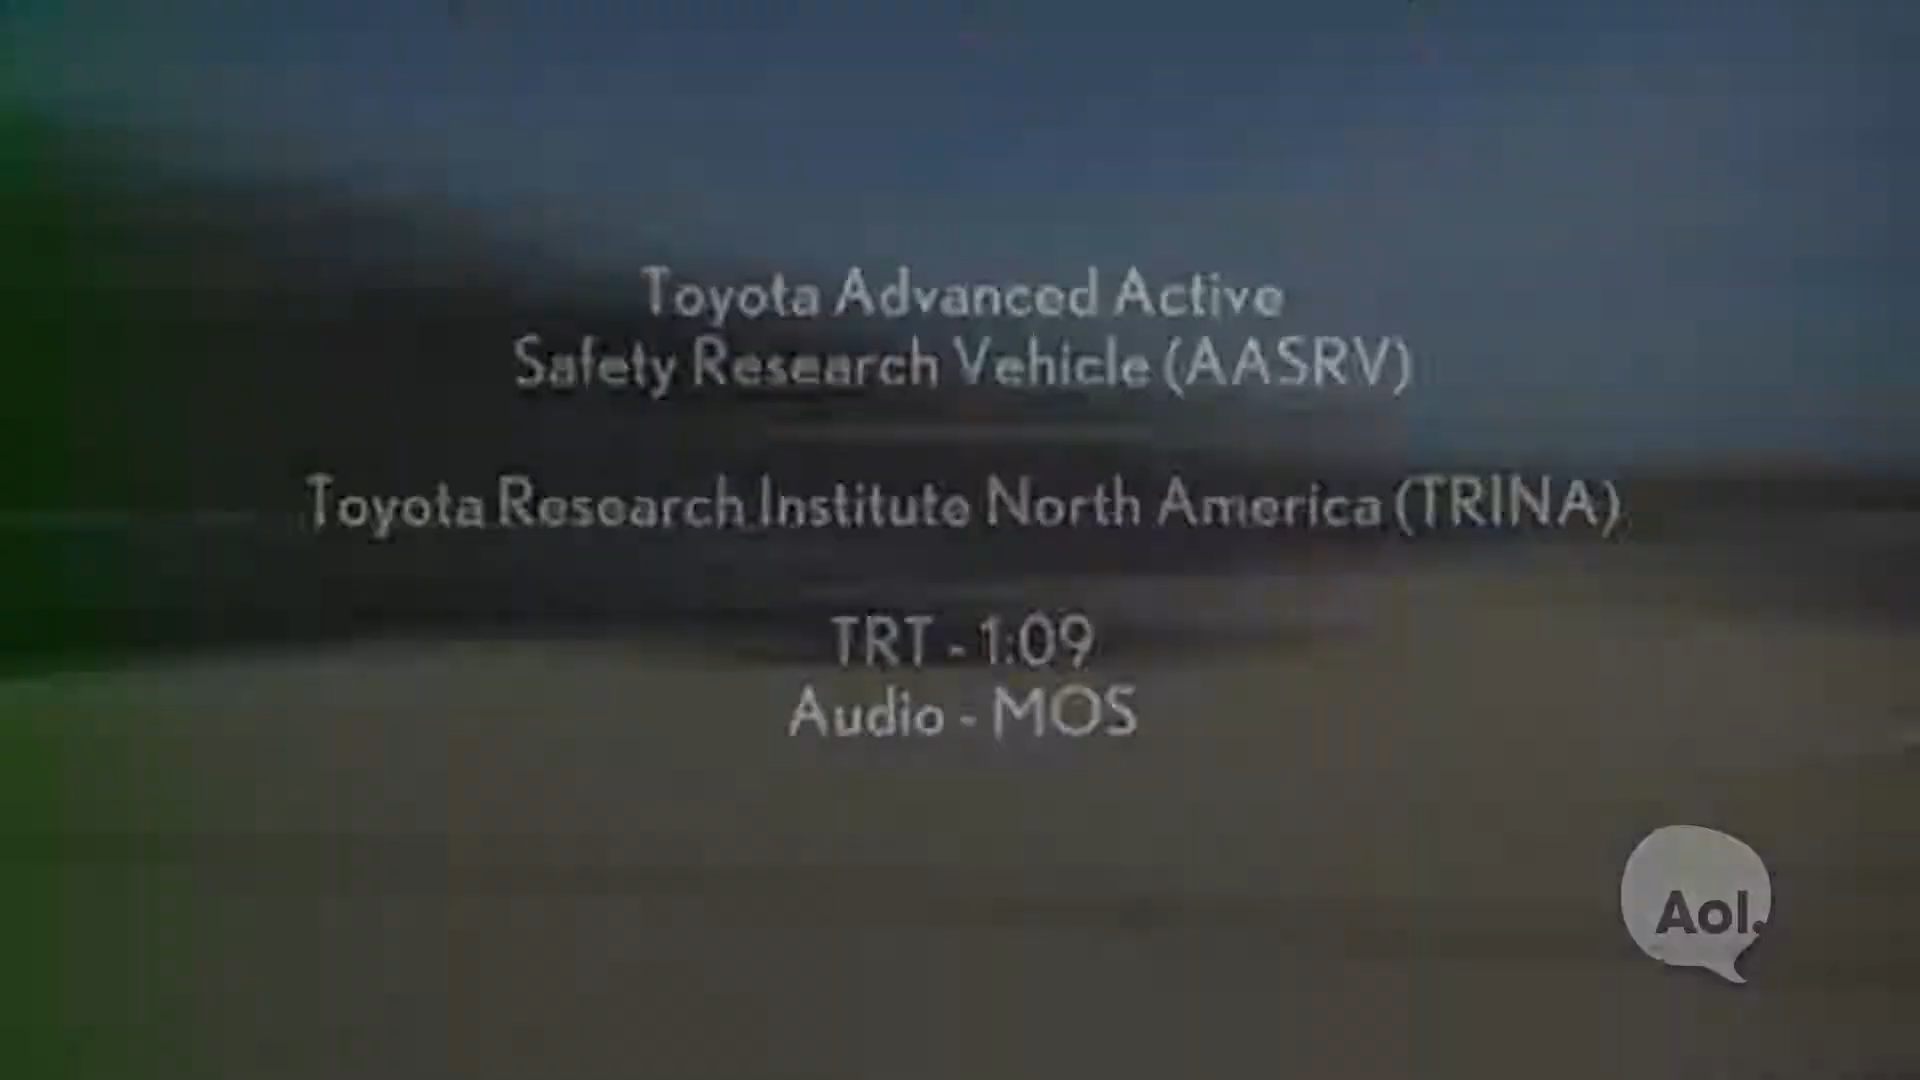 Toyota Advanced Active
Safety Research Vehicle (AASRV)
Toyota Research Institute North America (TRINA)
TRT - 1:09
Audio - MOS
Aol.